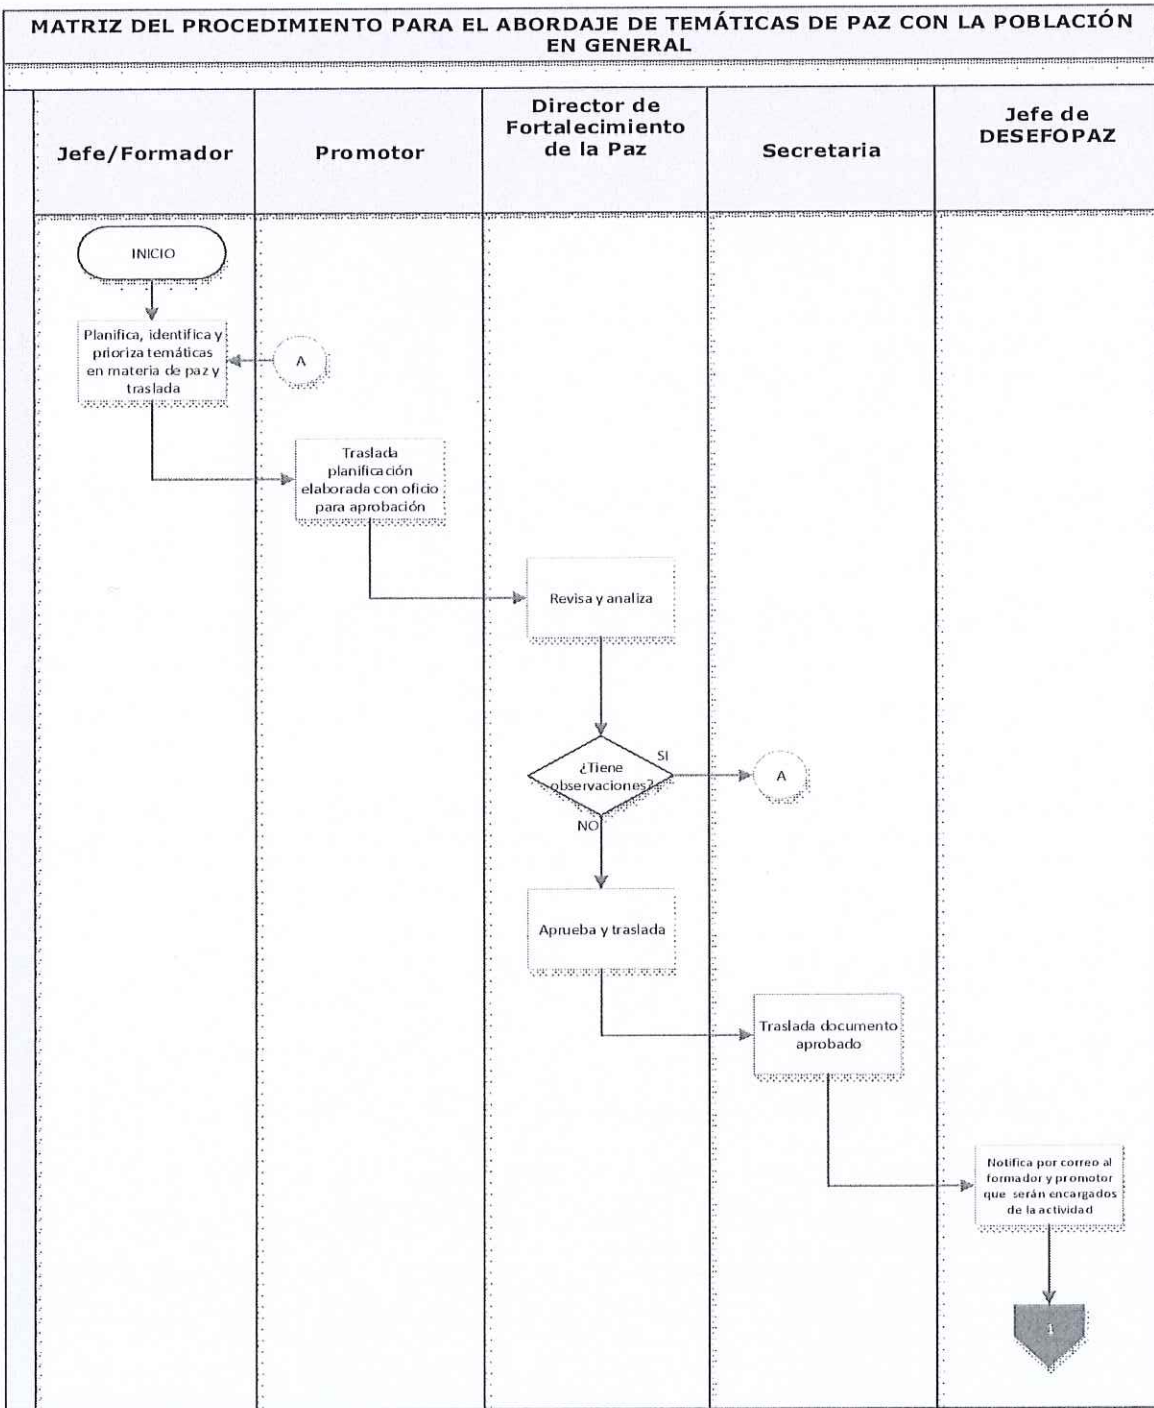 MATRIZ DEL PROCEDIMIENTO PARA EL ABORDAJE DE TEMÁTICAS DE PAZ CON LA POBLACIÓN
EN GENERAL
Jefe/Formador
Promotor
Director de
Fortalecimiento
de la Paz
Secretaria
Jefe de
DESEFOPAZ
INICIO
Planifica, identifica y
prioriza temáticas
en materia de paz y
traslada
A
Traslada
planificación
elaborada con oficio
para aprobación
Revisa y analiza
¿Tiene
observaciones?
SI
A
NO
Aprueba y traslada
Traslada documento
aprobado
Notifica por correo al
formador y promotor
que serán encargados
de la actividad
1